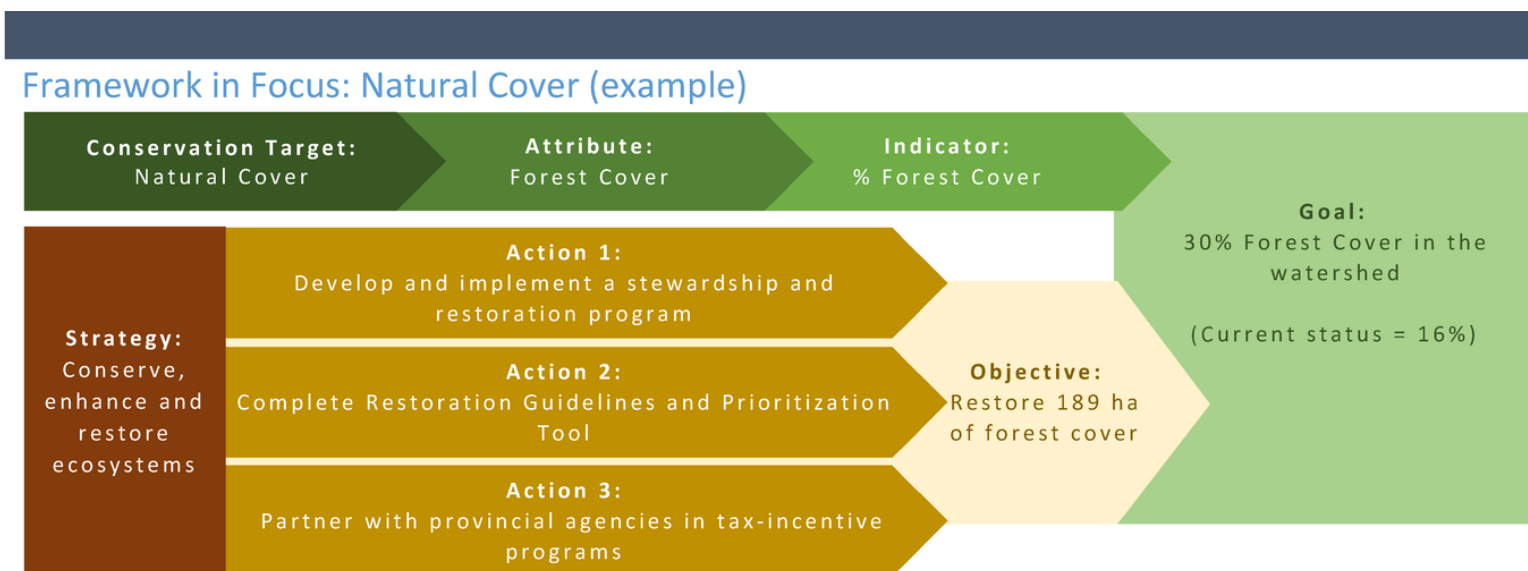 Framework in Focus: Natural Cover (example)
Conservation Target:
Natural Cover
Attribute:
Forest Cover
Indicator:
% Forest Cover
Goal:
30% Forest Cover in the
watershed
(Current status = 16%)
Strategy:
Conserve,
enhance and
restore
ecosystems
Action 1:
Develop and implement a stewardship and
restoration program
Action 2:
Complete Restoration Guidelines and Prioritization
Tool
Action 3:
Partner with provincial agencies in tax-incentive
programs
Objective:
Restore 189 ha
of forest cover